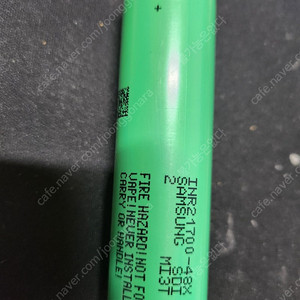 +
INR21700-48X
SAMSUNG SDI
2 MI3T
FIRE HAZARD!NOT FO
VAPE!NEVER INSTALL
CARRY OR HANDLE!
cafe.naver.com/joonggonara